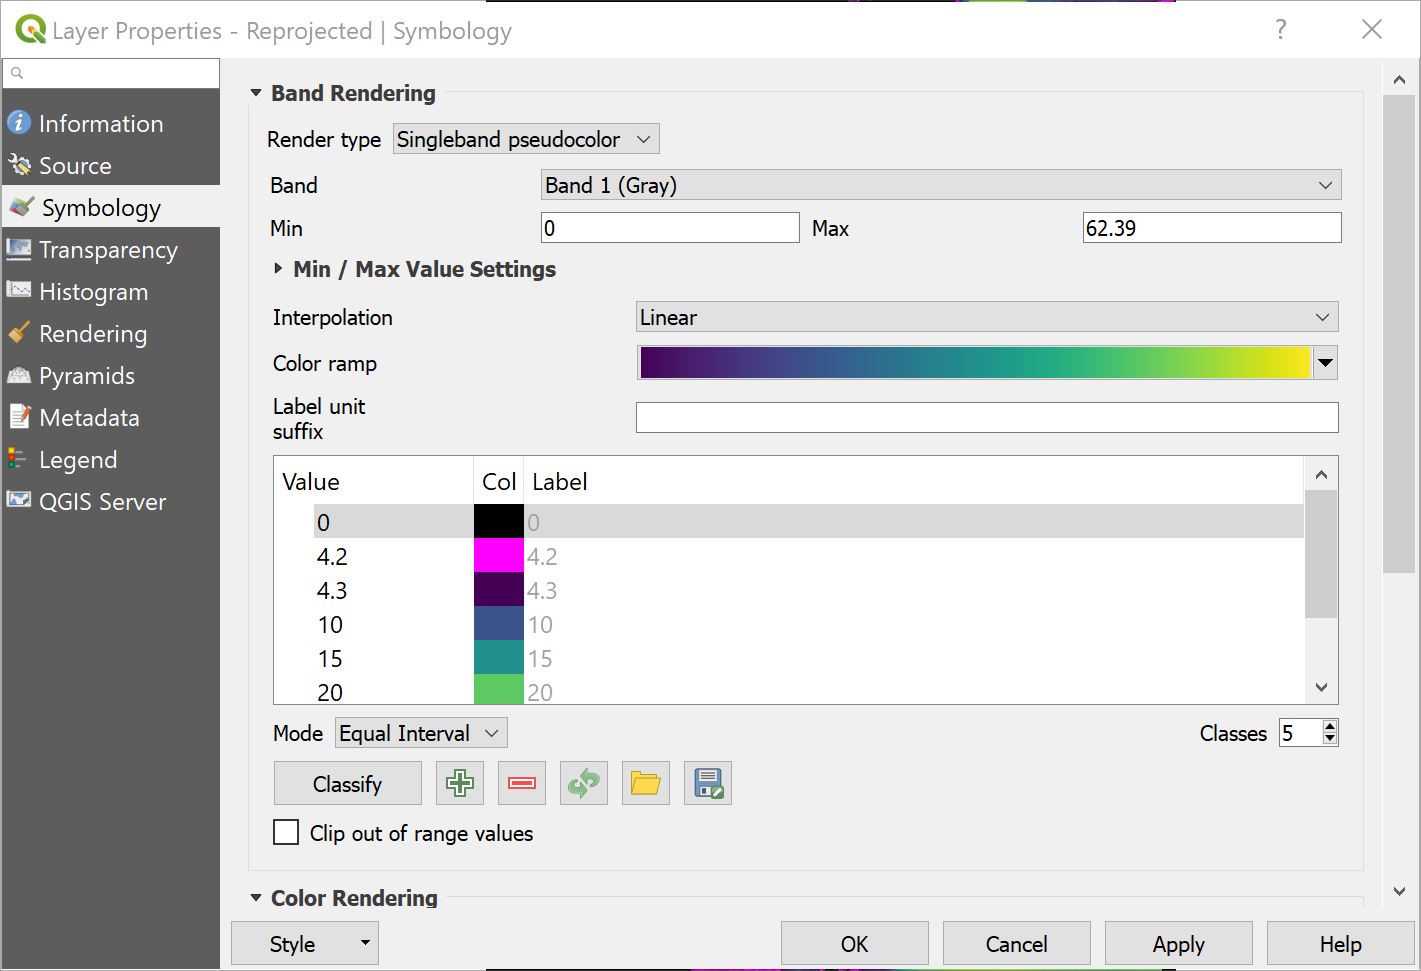 Layer Properties - Reprojected | Symbology
?
Information
Source
Symbology
Transparency
Histogram
Rendering
Pyramids
Metadata
Legend
QGIS Server
Band Rendering
Render type Singleband pseudocolor
Band Band 1 (Gray)
Min 0 Max 62.39
Min / Max Value Settings
Interpolation Linear
Color ramp
Label unit
suffix
Value Col Label
0 0
4.2 4.2
4.3 4.3
10 10
15 15
20 20
Mode Equal Interval Classes 5
Classify
Clip out of range values
Color Rendering
Style OK Cancel Apply Help